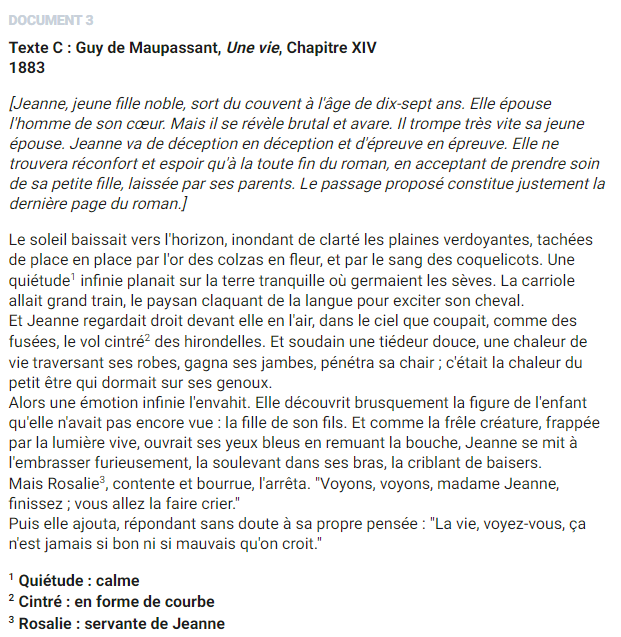 DOCUMENT 3
Texte C : Guy de Maupassant, Une vie, Chapitre XIV
1883
[Jeanne, jeune fille noble, sort du couvent à l'âge de dix-sept ans. Elle épouse
l'homme de son cœur. Mais il se révèle brutal et avare. Il trompe très vite sa jeune
épouse. Jeanne va de déception en déception et d'épreuve en épreuve. Elle ne
trouvera réconfort et espoir qu'à la toute fin du roman, en acceptant de prendre soin
de sa petite fille, laissée par ses parents. Le passage proposé constitue justement la
dernière page du roman.]
Le soleil baissait vers l'horizon, inondant de clarté les plaines verdoyantes, tachées
de place en place par l'or des colzas en fleur, et par le sang des coquelicots. Une
quiétude¹ infinie planait sur la terre tranquille où germaient les sèves. La carriole
allait grand train, le paysan claquant de la langue pour exciter son cheval.
Et Jeanne regardait droit devant elle en l'air, dans le ciel que coupait, comme des
fusées, le vol cintré² des hirondelles. Et soudain une tiédeur douce, une chaleur de
vie traversant ses robes, gagna ses jambes, pénétra sa chair ; c'était la chaleur du
petit être qui dormait sur ses genoux.
Alors une émotion infinie l'envahit. Elle découvrit brusquement la figure de l'enfant
qu'elle n'avait pas encore vue : la fille de son fils. Et comme la frêle créature, frappée
par la lumière vive, ouvrait ses yeux bleus en remuant la bouche, Jeanne se mit à
l'embrasser furieusement, la soulevant dans ses bras, la criblant de baisers.
Mais Rosalie³, contente et bourrue, l'arrêta. "Voyons, voyons, madame Jeanne,
finissez ; vous allez la faire crier."
Puis elle ajouta, répondant sans doute à sa propre pensée : "La vie, voyez-vous, ça
n'est jamais si bon ni si mauvais qu'on croit."
¹ Quiétude : calme
² Cintré : en forme de courbe
³ Rosalie : servante de Jeanne